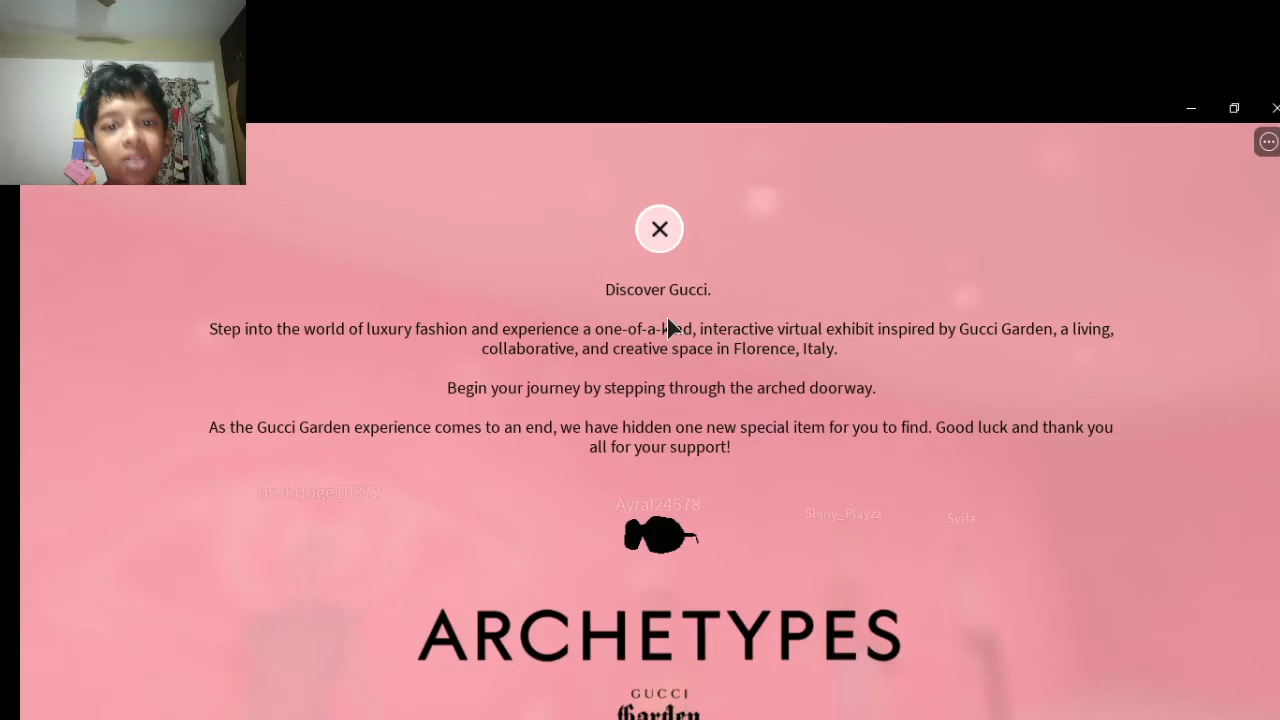 Discover Gucci.
Step into the world of luxury fashion and experience a one-of-a-kind, interactive virtual exhibit inspired by Gucci Garden, a living,
collaborative, and creative space in Florence, Italy.
Begin your journey by stepping through the arched doorway.
As the Gucci Garden experience comes to an end, we have hidden one new special item for you to find. Good luck and thank you
all for your support!
Ayral24578
Shiny_Playzz
Syifa
ARCHETYPES
GUCCI
Garden